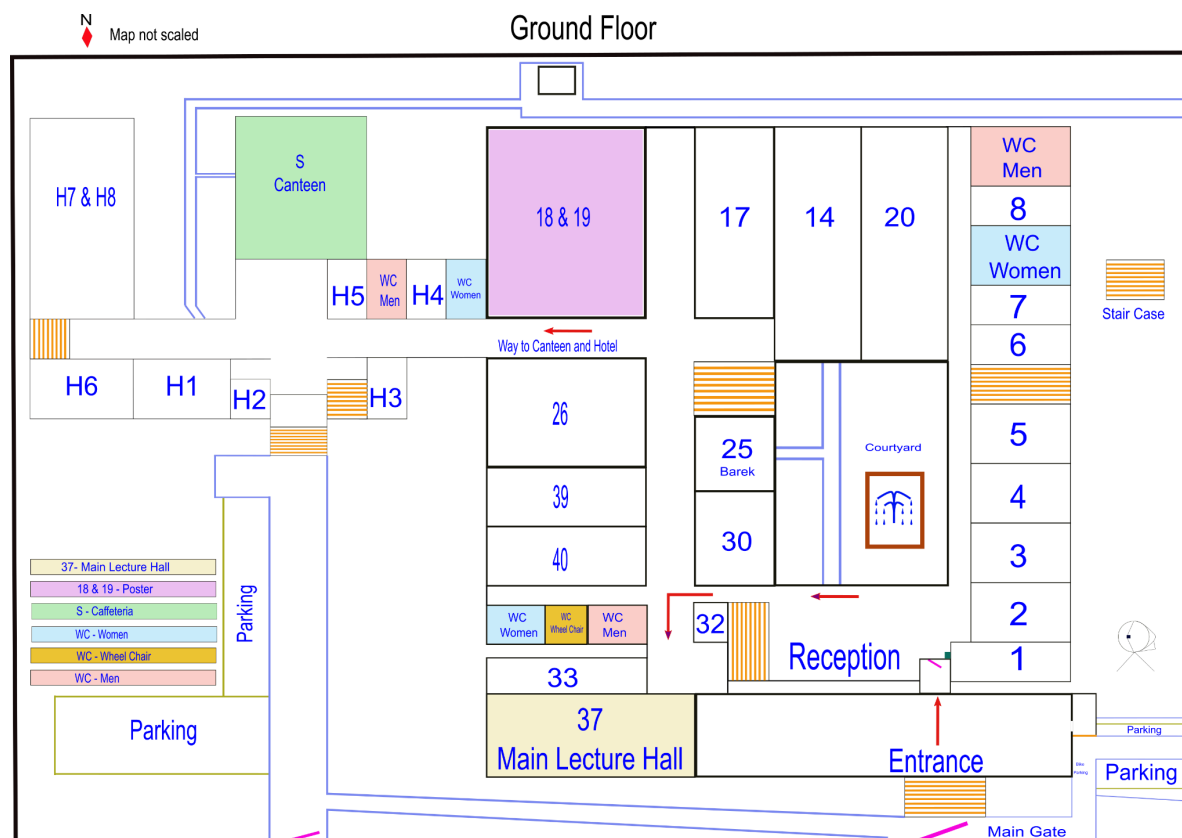 Ground Floor
N
Map not scaled
H7 & H8
S
Canteen
18 & 19
17
14
20
WC
Men
8
WC
Women
7
6
Stair Case
H5
WC
Men
H4
WC
Women
Way to Canteen and Hotel
H6
H1
H2
H3
26
25
Barek
Courtyard
5
39
4
40
30
3
37- Main Lecture Hall
18 & 19 - Poster
S - Caffeteria
WC - Women
WC - Wheel Chair
WC - Men
Parking
WC
Women
WC
Wheel Chair
WC
Men
32
2
Reception
1
33
37
Main Lecture Hall
Entrance
Parking
Parking
Bike
Parking
Parking
Main Gate